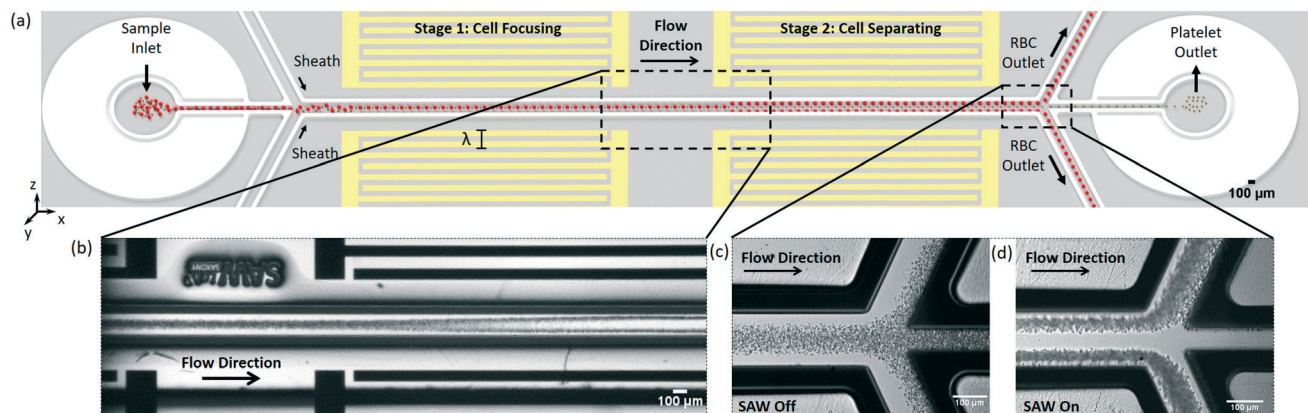 (a)
Sample
Inlet
Sheath
Sheath
Stage 1: Cell Focusing
Flow
Direction
Stage 2: Cell Separating
RBC
Outlet
Platelet
Outlet
λ
RBC
Outlet
100 µm
z
x
y
(b)
SAW
SAXONY
Flow Direction
100 µm
(c)
Flow Direction
SAW Off
100 µm
(d)
Flow Direction
SAW On
100 µm